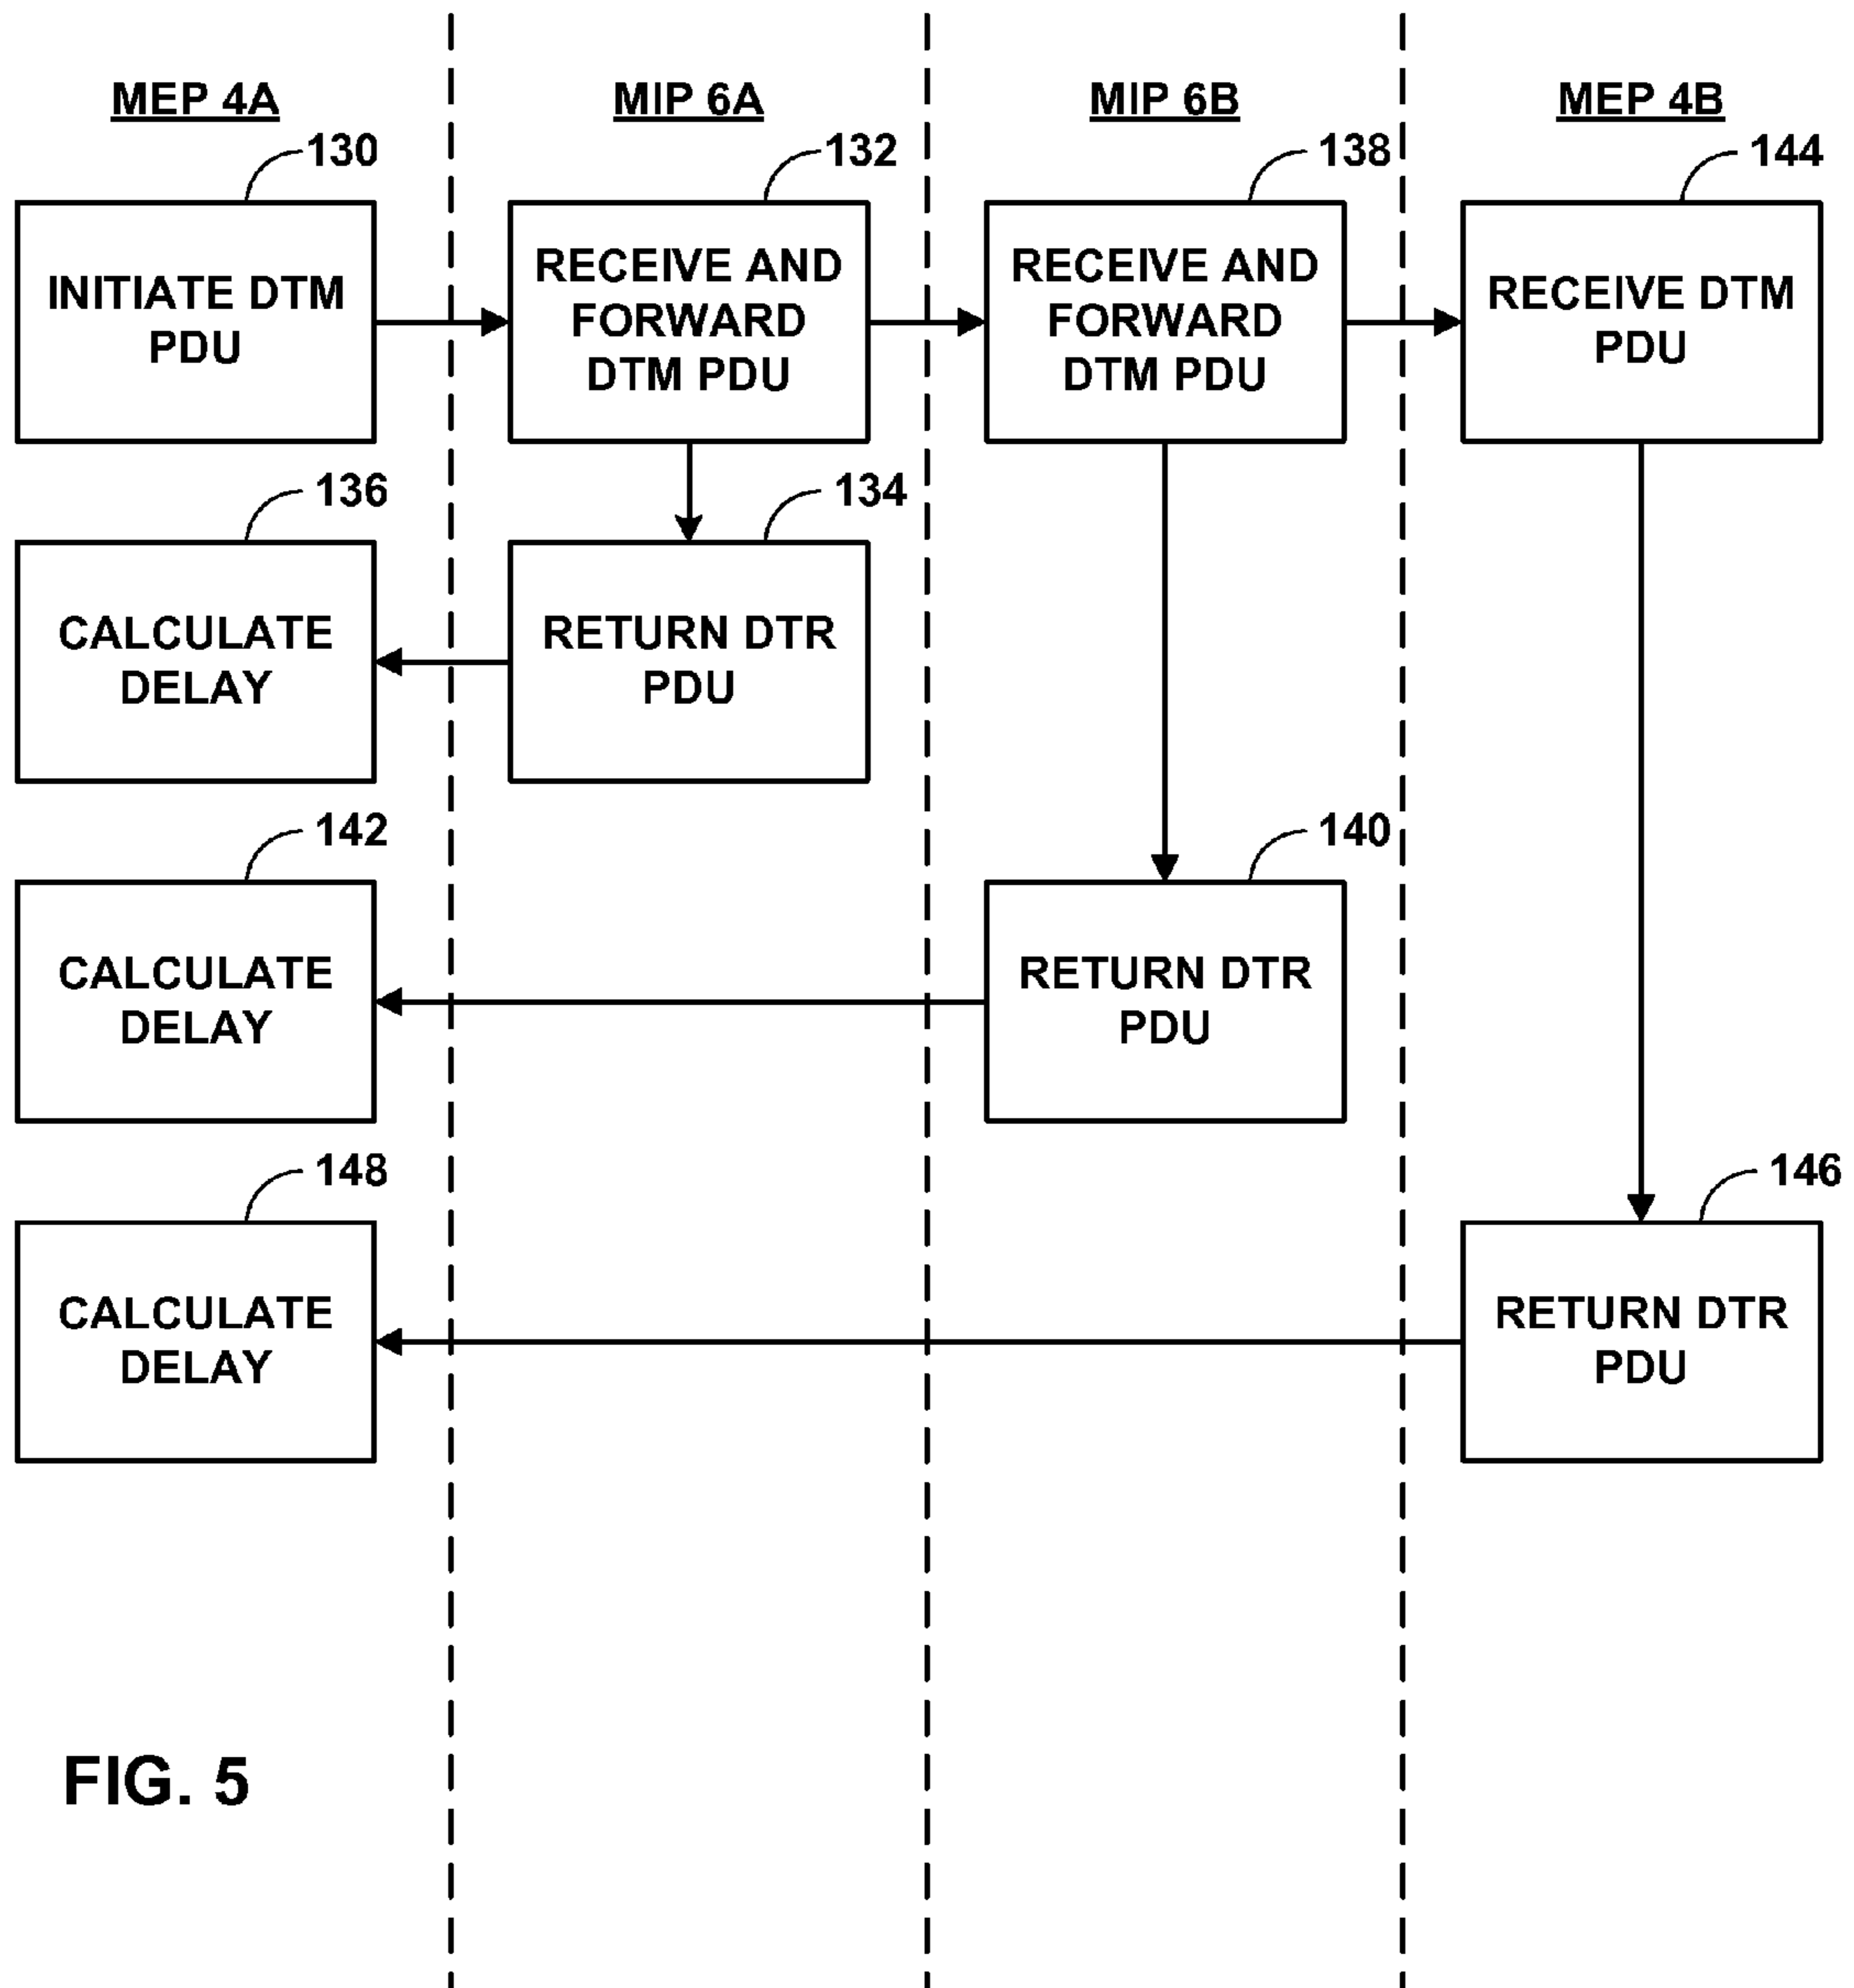 MEP 4A
MIP 6A
MIP 6B
MEP 4B
130
132
138
144
INITIATE DTM
PDU
RECEIVE AND
FORWARD
DTM PDU
RECEIVE AND
FORWARD
DTM PDU
RECEIVE DTM
PDU
136
134
CALCULATE
DELAY
RETURN DTR
PDU
142
140
CALCULATE
DELAY
RETURN DTR
PDU
148
146
CALCULATE
DELAY
RETURN DTR
PDU
FIG. 5